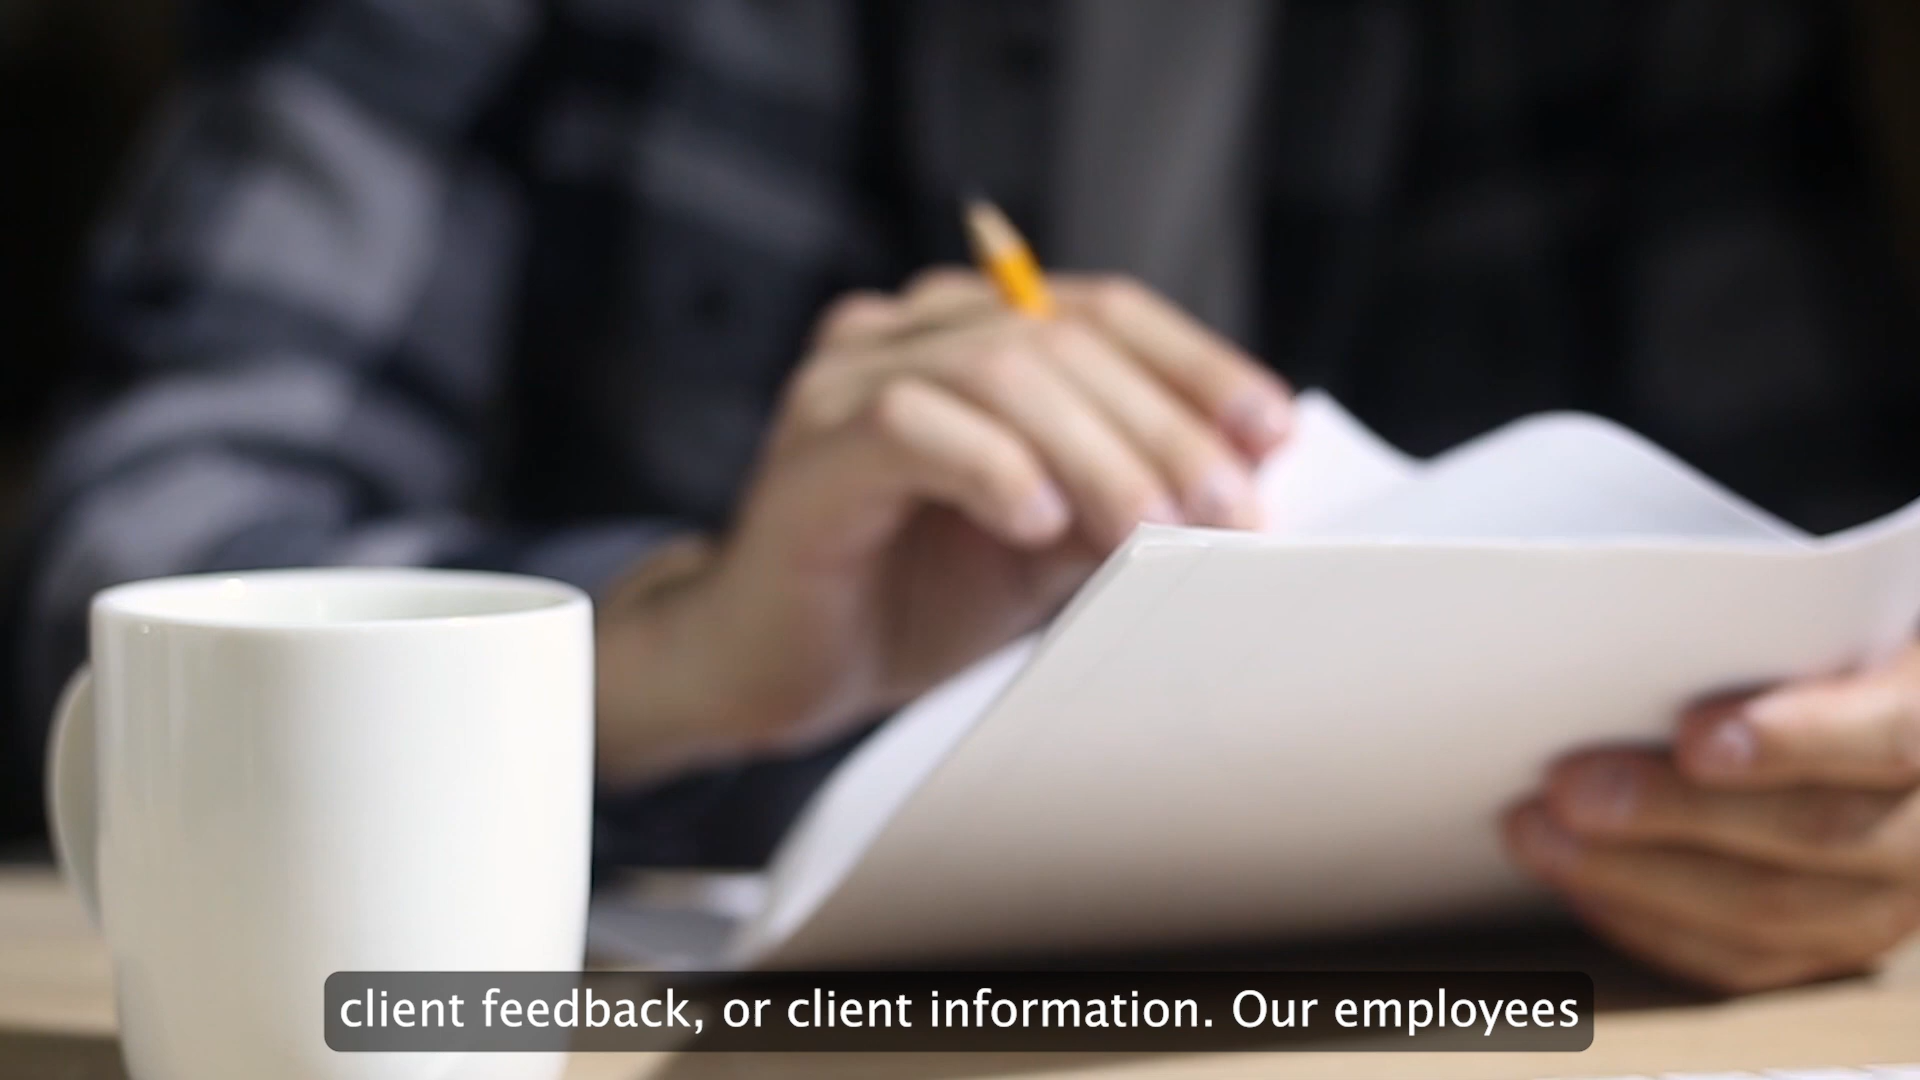 client feedback, or client information. Our employees